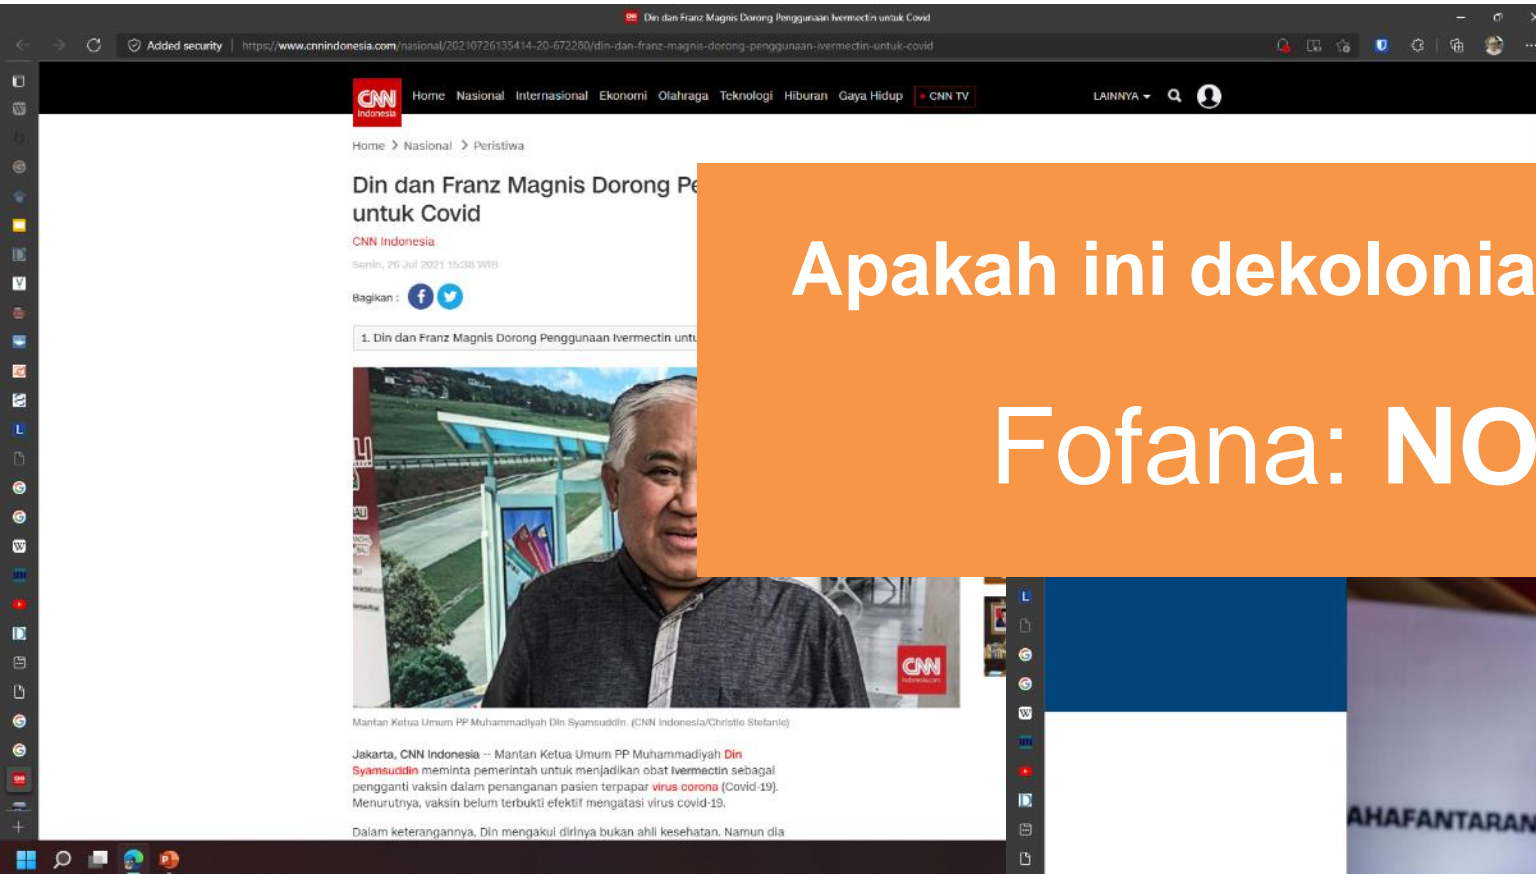 Din dan Franz Magnis Dorong Penggunaan Ivermectin untuk Covid
Added security | https://www.cnnindonesia.com/nasional/20210726135414-20-672280/din-dan-franz-magnis-dorong-penggunaan-ivermectin-untuk-covid
CNN Indonesia
Home Nasional Internasional Ekonomi Olahraga Teknologi Hiburan Gaya Hidup CNN TV LAINNYA
Home > Nasional > Peristiwa
Din dan Franz Magnis Dorong Pe
untuk Covid
CNN Indonesia
Senin, 26 Jul 2021 15:38 WIB
Bagikan :
1. Din dan Franz Magnis Dorong Penggunaan Ivermectin untu
Apakah ini dekolonia
Fofana: NO
CNN
Indonesia.com
Mantan Ketua Umum PP Muhammadiyah Din Syamsuddin. (CNN Indonesia/Christie Stefanie)
Jakarta, CNN Indonesia -- Mantan Ketua Umum PP Muhammadiyah Din
Syamsuddin meminta pemerintah untuk menjadikan obat Ivermectin sebagai
pengganti vaksin dalam penanganan pasien terpapar virus corona (Covid-19).
Menurutnya, vaksin belum terbukti efektif mengatasi virus covid-19.
Dalam keterangannya, Din mengakui dirinya bukan ahli kesehatan. Namun dia
AHAFANTARAN